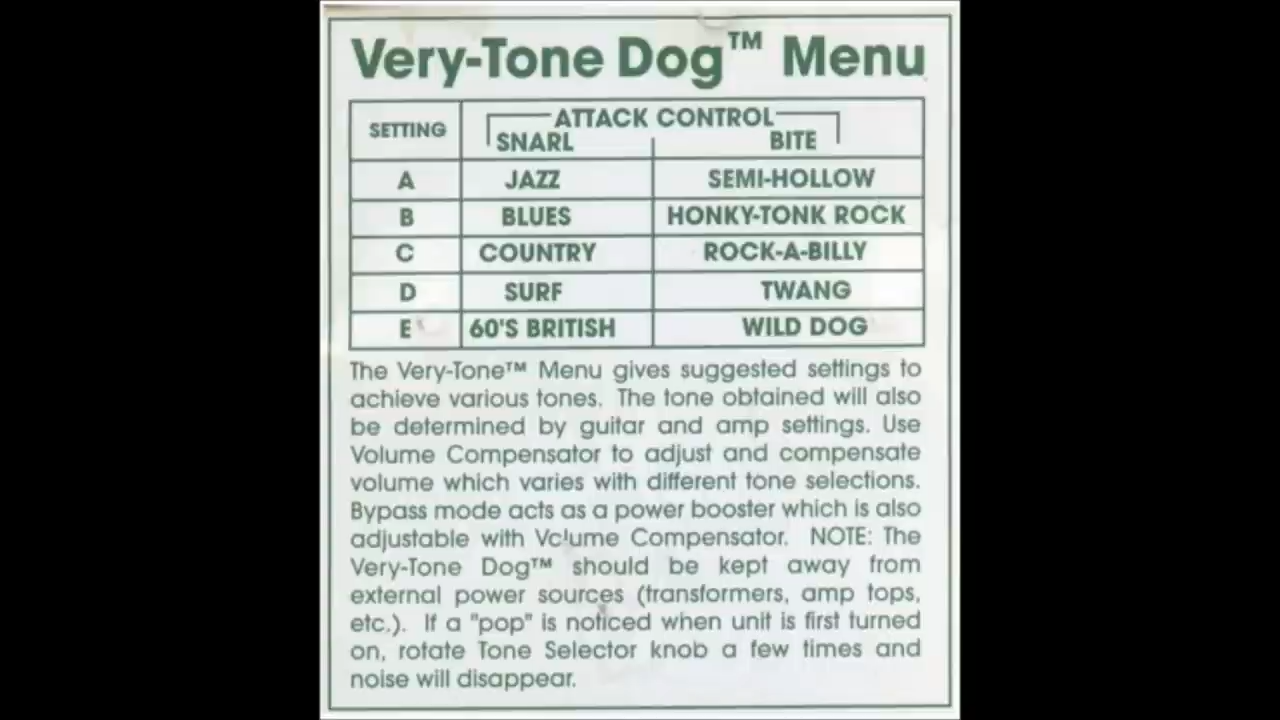 Very-Tone Dog™ Menu
SETTING ATTACK CONTROL
SNARL BITE
A JAZZ SEMI-HOLLOW
B BLUES HONKY-TONK ROCK
C COUNTRY ROCK-A-BILLY
D SURF TWANG
E 60'S BRITISH WILD DOG
The Very-Tone™ Menu gives suggested settings to
achieve various tones. The tone obtained will also
be determined by guitar and amp settings. Use
Volume Compensator to adjust and compensate
volume which varies with different tone selections.
Bypass mode acts as a power booster which is also
adjustable with Volume Compensator. NOTE: The
Very-Tone Dog™ should be kept away from
external power sources (transformers, amp tops,
etc.). If a "pop" is noticed when unit is first turned
on, rotate Tone Selector knob a few times and
noise will disappear.